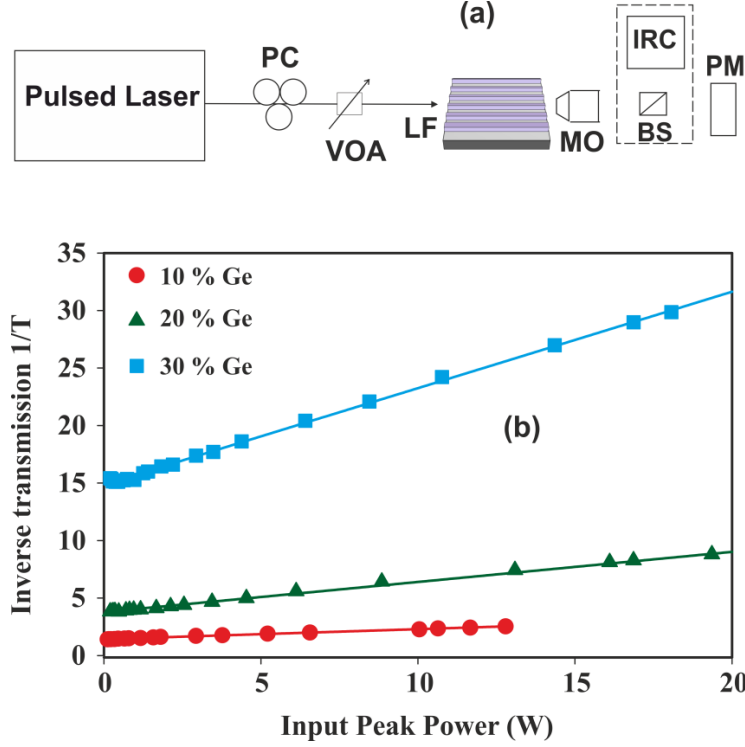 (a)
Pulsed Laser
PC
VOA
LF
MO
IRC
BS
PM
35
30
25
20
15
10
5
0
Inverse transmission 1/T
10 % Ge
20 % Ge
30 % Ge
(b)
0
5
10
15
20
Input Peak Power (W)